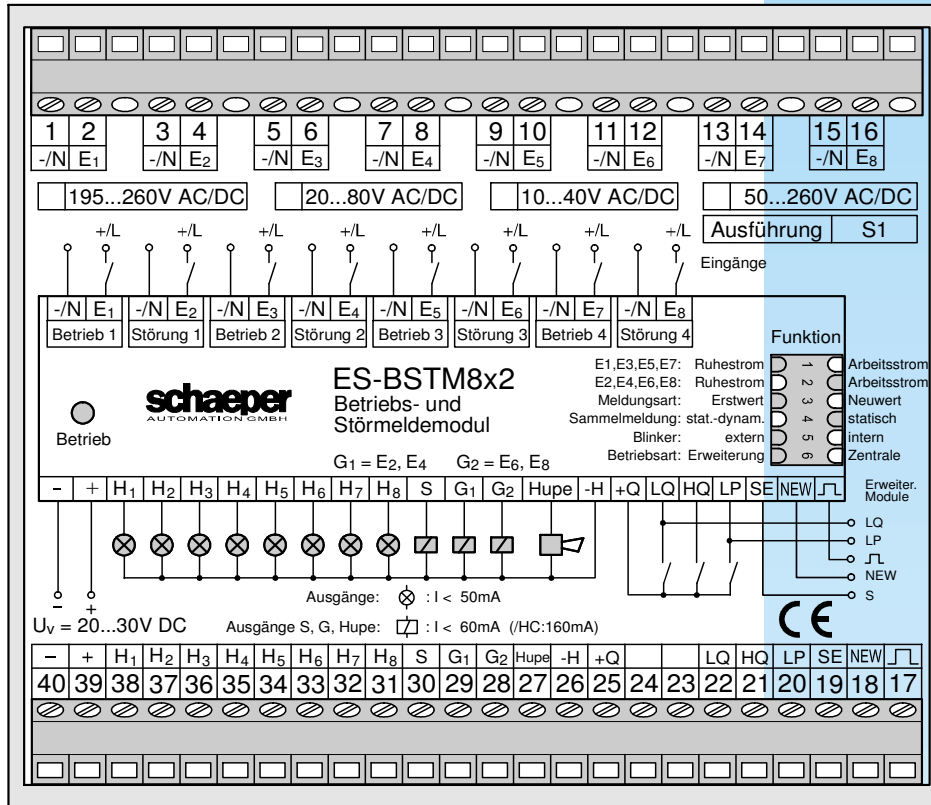 1 2 3 4 5 6 7 8 9 10 11 12 13 14 15 16
-/N E1 -/N E2 -/N E3 -/N E4 -/N E5 -/N E6 -/N E7 -/N E8
195...260V AC/DC 20...80V AC/DC 10...40V AC/DC 50...260V AC/DC
Ausführung S1
+/L +/L +/L +/L +/L +/L +/L +/L
Eingänge
-/N E1 -/N E2 -/N E3 -/N E4 -/N E5 -/N E6 -/N E7 -/N E8
Betrieb 1 Störung 1 Betrieb 2 Störung 2 Betrieb 3 Störung 3 Betrieb 4 Störung 4
Funktion
E1,E3,E5,E7: Ruhestrom 1 Arbeitsstrom
E2,E4,E6,E8: Ruhestrom 2 Arbeitsstrom
Meldungsart: Erstwert 3 Neuwert
Sammelmeldung: stat.-dynam. 4 statisch
Blinker: extern 5 intern
Betriebsart: Erweiterung 6 Zentrale
Betrieb
schaeper
AUTOMATION GMBH
ES-BSTM8x2
Betriebs- und
Störmeldemodul
G1 = E2, E4 G2 = E6, E8
- + H1 H2 H3 H4 H5 H6 H7 H8 S G1 G2 Hupe -H +Q LQ HQ LP SE NEW
Erweiter.
Module
LQ
LP
NEW
S
- +
Ausgänge: : I < 50mA
Uv = 20...30V DC
Ausgänge S, G, Hupe: : I < 60mA (/HC:160mA)
CE
- + H1 H2 H3 H4 H5 H6 H7 H8 S G1 G2 Hupe -H +Q LQ HQ LP SE NEW
40 39 38 37 36 35 34 33 32 31 30 29 28 27 26 25 24 23 22 21 20 19 18 17